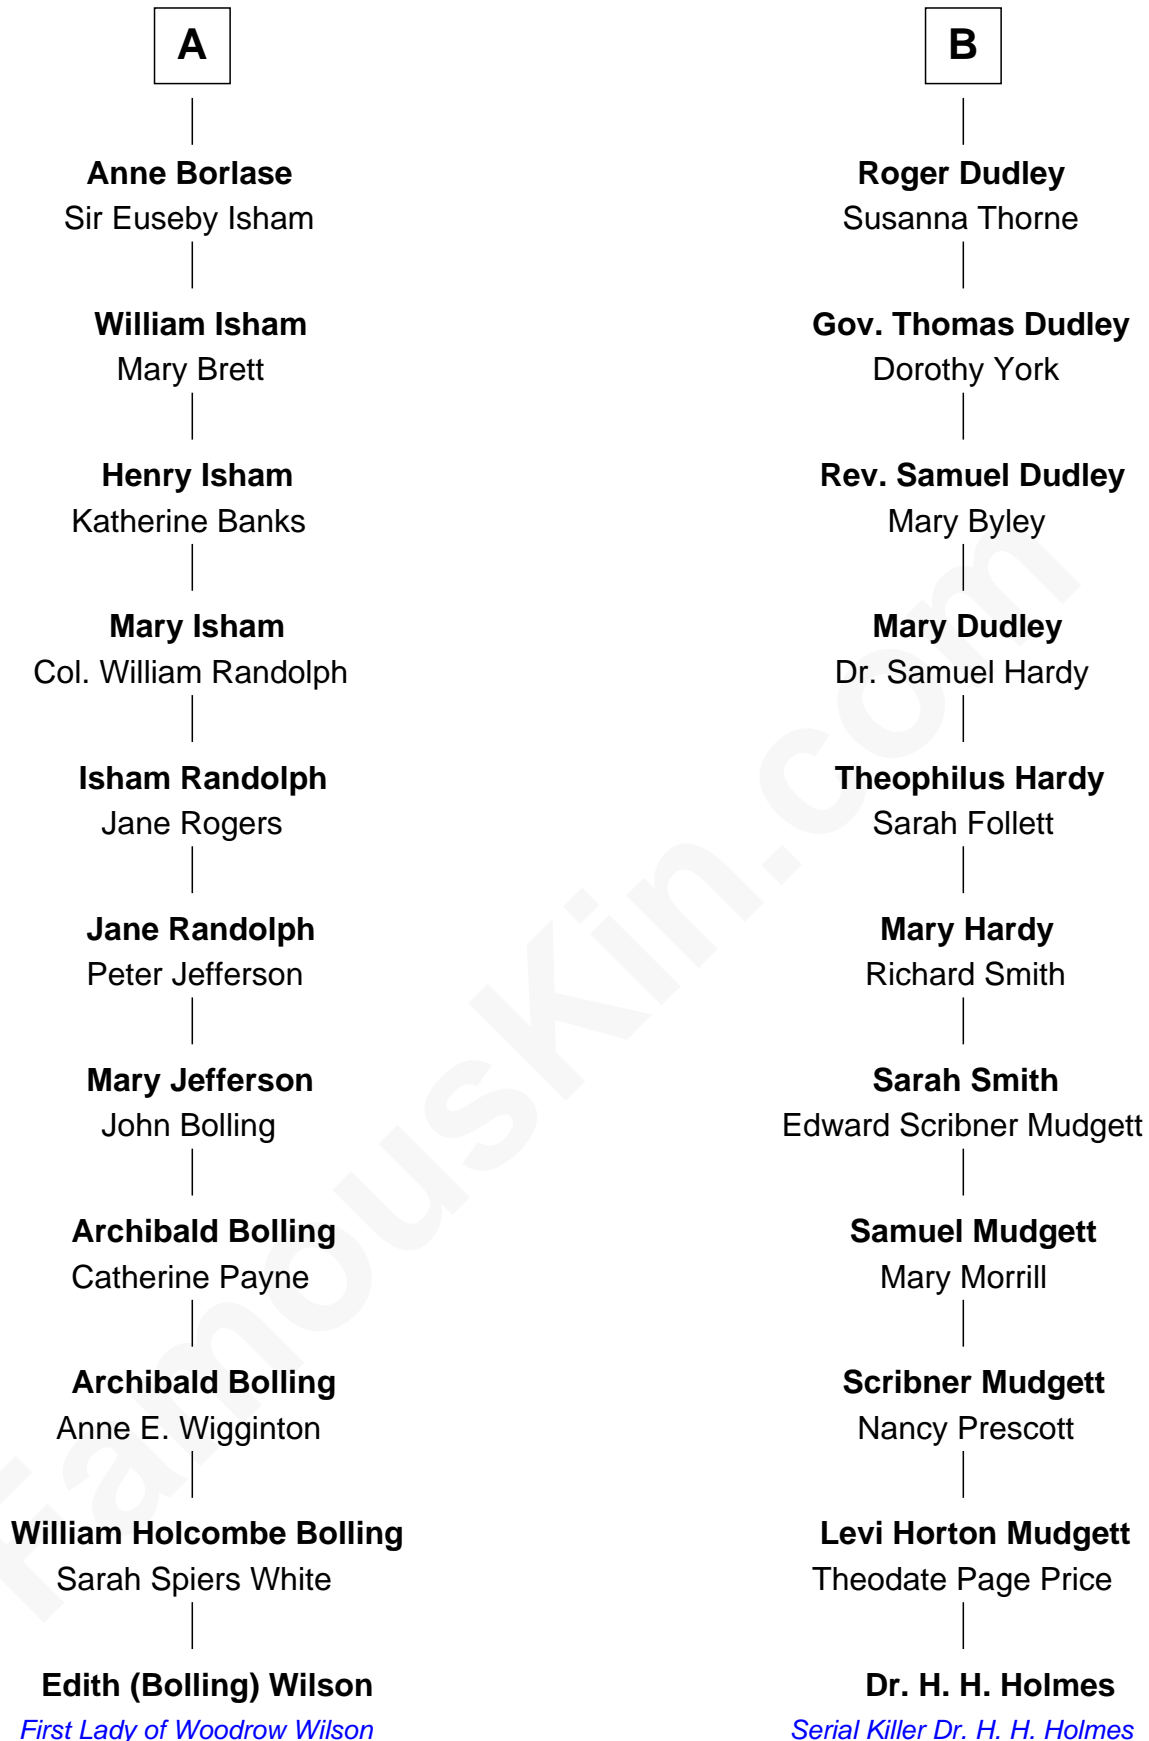 A
Anne Borlase
Sir Euseby Isham
William Isham
Mary Brett
Henry Isham
Katherine Banks
Mary Isham
Col. William Randolph
Isham Randolph
Jane Rogers
Jane Randolph
Peter Jefferson
Mary Jefferson
John Bolling
Archibald Bolling
Catherine Payne
Archibald Bolling
Anne E. Wigginton
William Holcombe Bolling
Sarah Spiers White
Edith (Bolling) Wilson
First Lady of Woodrow Wilson
B
Roger Dudley
Susanna Thorne
Gov. Thomas Dudley
Dorothy York
Rev. Samuel Dudley
Mary Byley
Mary Dudley
Dr. Samuel Hardy
Theophilus Hardy
Sarah Follett
Mary Hardy
Richard Smith
Sarah Smith
Edward Scribner Mudgett
Samuel Mudgett
Mary Morrill
Scribner Mudgett
Nancy Prescott
Levi Horton Mudgett
Theodate Page Price
Dr. H. H. Holmes
Serial Killer Dr. H. H. Holmes
FamousKin.com